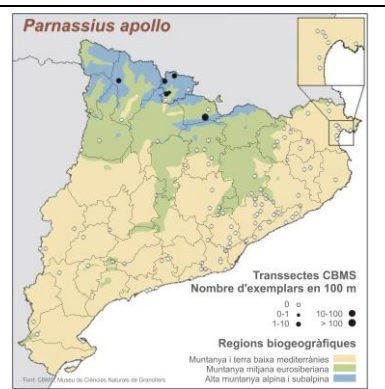 Parnassius apollo
Transsectes CBMS
Nombre d'exemplars en 100 m
0
0-1
1-10
10-100
> 100
Regions biogeogràfiques
Muntanya i terra baixa mediterrànies
Muntanya mitjana eurosiberiana
Alta muntanya alpina i subalpina
Font: CBMS, Museu de Ciències Naturals de Granollers